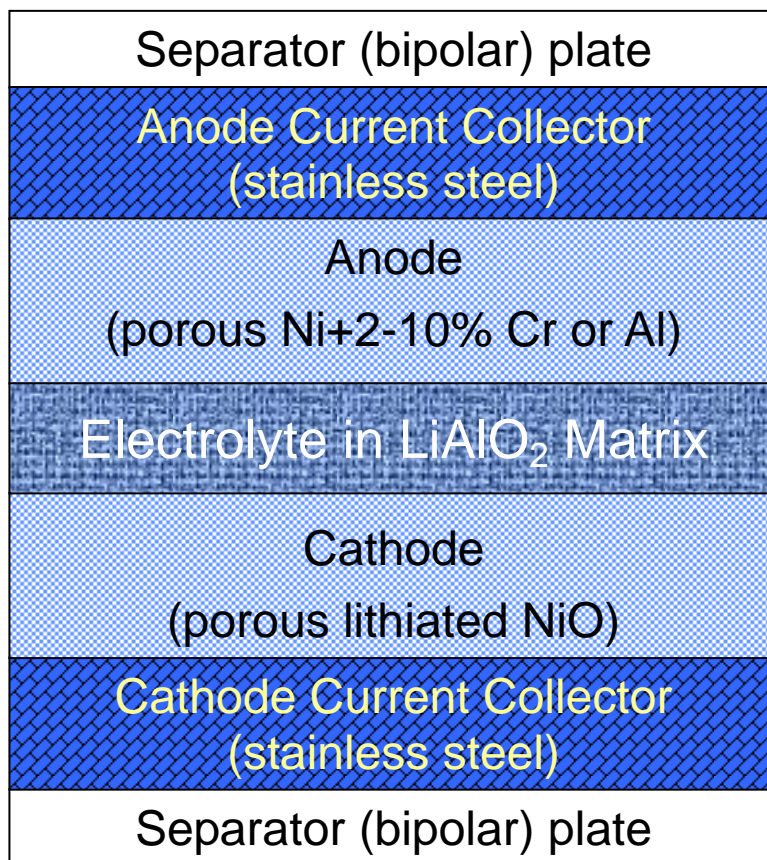 Separator (bipolar) plate
Anode Current Collector
(stainless steel)
Anode
(porous Ni+2-10% Cr or Al)
Electrolyte in LiAlO₂ Matrix
Cathode
(porous lithiated NiO)
Cathode Current Collector
(stainless steel)
Separator (bipolar) plate